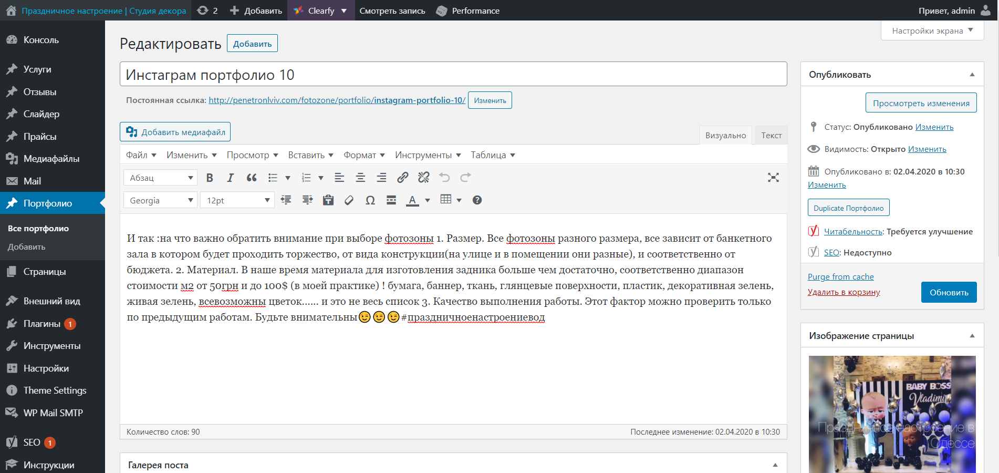 Праздничное настроение | Студия декора
2
Добавить
Clearfy
Смотреть запись
Performance
Привет, admin
Настройки экрана
Консоль
Услуги
Отзывы
Слайдер
Прайсы
Медиафайлы
Mail
Портфолио
Все портфолио
Добавить
Страницы
Внешний вид
Плагины 1
Инструменты
Настройки
Theme Settings
WP Mail SMTP
SEO 1
Инструкции
Редактировать
Добавить
Инстаграм портфолио 10
Постоянная ссылка: http://penetronlviv.com/fotozone/portfolio/instagram-portfolio-10/ Изменить
Добавить медиафайл
Визуально
Текст
Файл Изменить Просмотр Вставить Формат Инструменты Таблица
Абзац
Georgia
12pt
И так :на что важно обратить внимание при выборе фотозоны 1. Размер. Все фотозоны разного размера, все зависит от банкетного
зала в котором будет проходить торжество, от вида конструкции(на улице и в помещении они разные), и соответственно от
бюджета. 2. Материал. В наше время материала для изготовления задника больше чем достаточно, соответственно диапазон
стоимости м2 от 50грн и до 100$ (в моей практике) ! бумага, баннер, ткань, глянцевые поверхности, пластик, декоративная зелень,
живая зелень, всевозможны цветок…… и это не весь список 3. Качество выполнения работы. Этот фактор можно проверить только
по предыдущим работам. Будьте внимательны😉😉😉#праздничноенастроениевод
Количество слов: 90
Последнее изменение: 02.04.2020 в 10:30
Галерея поста
Опубликовать
Просмотреть изменения
Статус: Опубликовано Изменить
Видимость: Открыто Изменить
Опубликовано в: 02.04.2020 в 10:30
Изменить
Duplicate Портфолио
Читабельность: Требуется улучшение
SEO: Недоступно
Purge from cache
Удалить в корзину
Обновить
Изображение страницы
BABY BOSS
Vladimir
Праздничное настроение в
Одессе